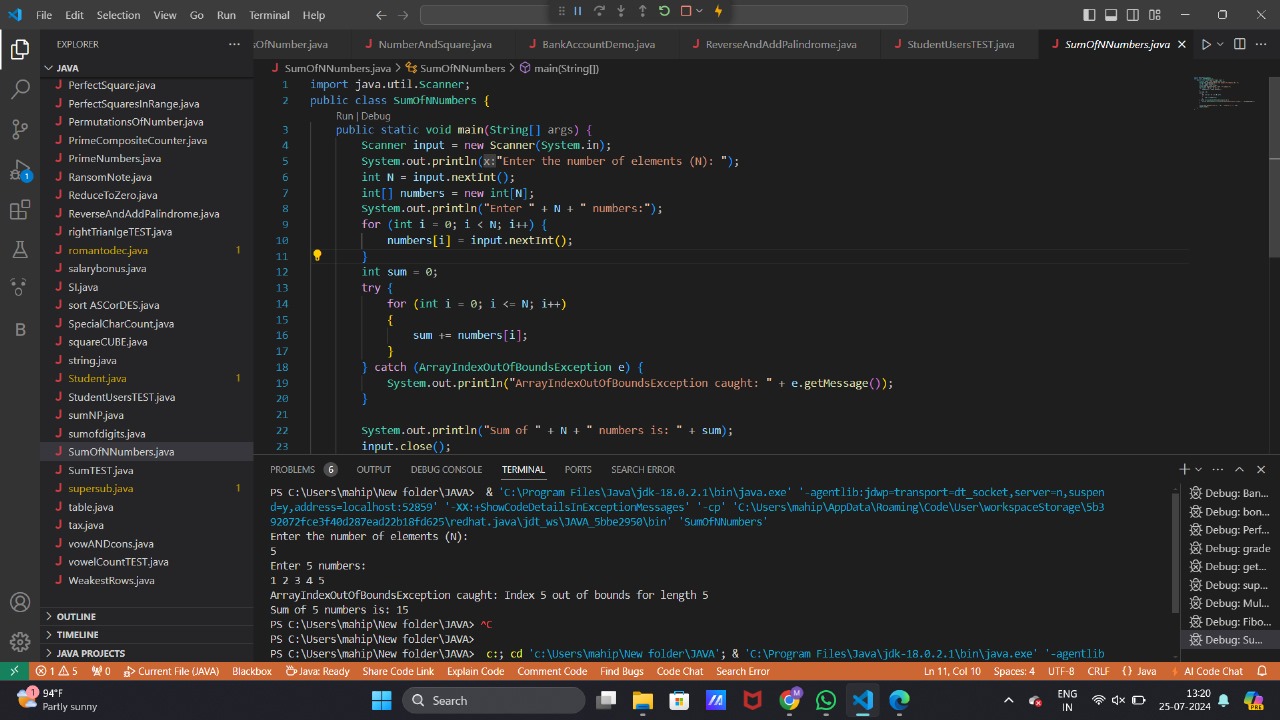 File Edit Selection View Go Run Terminal Help
EXPLORER
JAVA
PerfectSquare.java
PerfectSquaresInRange.java
PermutationsOfNumber.java
PrimeCompositeCounter.java
PrimeNumbers.java
RansomNote.java
ReduceToZero.java
ReverseAndAddPalindrome.java
rightTrianlgeTEST.java
romantodec.java 1
salarybonus.java
SI.java
sort ASCorDES.java
SpecialCharCount.java
squareCUBE.java
string.java
Student.java 1
StudentUsersTEST.java
sumNP.java
sumofdigits.java
SumOfNNumbers.java
SumTEST.java
supersub.java 1
table.java
tax.java
vowANDcons.java
vowelCountTEST.java
WeakestRows.java
OUTLINE
TIMELINE
JAVA PROJECTS
1
B
sOfNumber.java NumberAndSquare.java BankAccountDemo.java ReverseAndAddPalindrome.java StudentUsersTEST.java SumOfNNumbers.java
SumOfNNumbers.java > SumOfNNumbers > main(String[])
1 import java.util.Scanner;
2 public class SumOfNNumbers {
Run | Debug
3 public static void main(String[] args) {
4 Scanner input = new Scanner(System.in);
5 System.out.println(x:"Enter the number of elements (N): ");
6 int N = input.nextInt();
7 int[] numbers = new int[N];
8 System.out.println("Enter " + N + " numbers:");
9 for (int i = 0; i < N; i++) {
10 numbers[i] = input.nextInt();
11 }
12 int sum = 0;
13 try {
14 for (int i = 0; i <= N; i++)
15 {
16 sum += numbers[i];
17 }
18 } catch (ArrayIndexOutOfBoundsException e) {
19 System.out.println("ArrayIndexOutOfBoundsException caught: " + e.getMessage());
20 }
21
22 System.out.println("Sum of " + N + " numbers is: " + sum);
23 input.close();
PROBLEMS 6 OUTPUT DEBUG CONSOLE TERMINAL PORTS SEARCH ERROR
PS C:\Users\mahip\New folder\JAVA> & 'C:\Program Files\Java\jdk-18.0.2.1\bin\java.exe' '-agentlib:jdwp=transport=dt_socket,server=n,suspen
d=y,address=localhost:52859' '-XX:+ShowCodeDetailsInExceptionMessages' '-cp' 'C:\Users\mahip\AppData\Roaming\Code\User\workspaceStorage\5b3
92072fce3f40d287ead22b18fd625\redhat.java\jdt_ws\JAVA_5bbe2950\bin' 'SumOfNNumbers'
Enter the number of elements (N):
5
Enter 5 numbers:
1 2 3 4 5
ArrayIndexOutOfBoundsException caught: Index 5 out of bounds for length 5
Sum of 5 numbers is: 15
PS C:\Users\mahip\New folder\JAVA> ^C
PS C:\Users\mahip\New folder\JAVA>
PS C:\Users\mahip\New folder\JAVA> c:; cd 'c:\Users\mahip\New folder\JAVA'; & 'C:\Program Files\Java\jdk-18.0.2.1\bin\java.exe' '-agentlib
Debug: Ban...
Debug: bon...
Debug: Perf...
Debug: grade
Debug: get...
Debug: sup...
Debug: Mul...
Debug: Fibo...
Debug: Su...
1 5 0 Current File (JAVA) Blackbox Java: Ready Share Code Link Explain Code Comment Code Find Bugs Code Chat Search Error Ln 11, Col 10 Spaces: 4 UTF-8 CRLF {} Java AI Code Chat
1 94°F
Partly sunny
Search
M
ENG
IN
13:20
25-07-2024
PRE